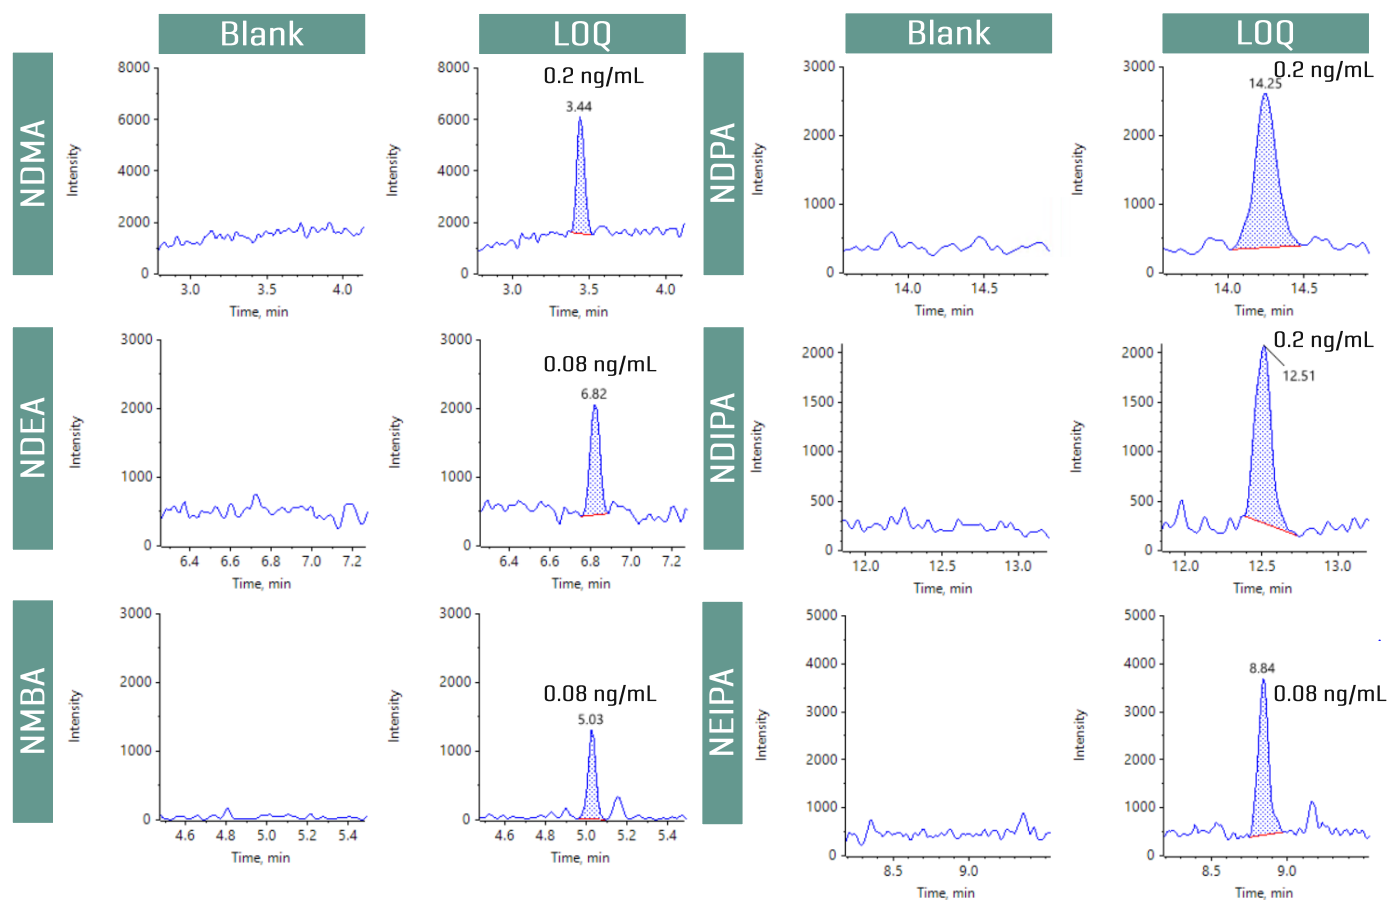 Blank
LOQ
Blank
LOQ
NDMA
Intensity
8000
6000
4000
2000
0
3.0
3.5
4.0
Time, min
Intensity
8000
6000
4000
2000
0
0.2 ng/mL
3.44
3.0
3.5
4.0
Time, min
NDPA
Intensity
3000
2000
1000
0
14.0
14.5
Time, min
Intensity
3000
2000
1000
0
0.2 ng/mL
14.25
14.0
14.5
Time, min
NDEA
Intensity
3000
2000
1000
0
6.4
6.6
6.8
7.0
7.2
Time, min
Intensity
3000
2000
1000
0
0.08 ng/mL
6.82
6.4
6.6
6.8
7.0
7.2
Time, min
NDIPA
Intensity
2000
1500
1000
500
0
12.0
12.5
13.0
Time, min
Intensity
2000
1500
1000
500
0
0.2 ng/mL
12.51
12.0
12.5
13.0
Time, min
NMBA
Intensity
3000
2000
1000
0
4.6
4.8
5.0
5.2
5.4
Time, min
Intensity
3000
2000
1000
0
0.08 ng/mL
5.03
4.6
4.8
5.0
5.2
5.4
Time, min
NEIPA
Intensity
5000
4000
3000
2000
1000
0
8.5
9.0
Time, min
Intensity
5000
4000
3000
2000
1000
0
8.84
0.08 ng/mL
8.5
9.0
Time, min